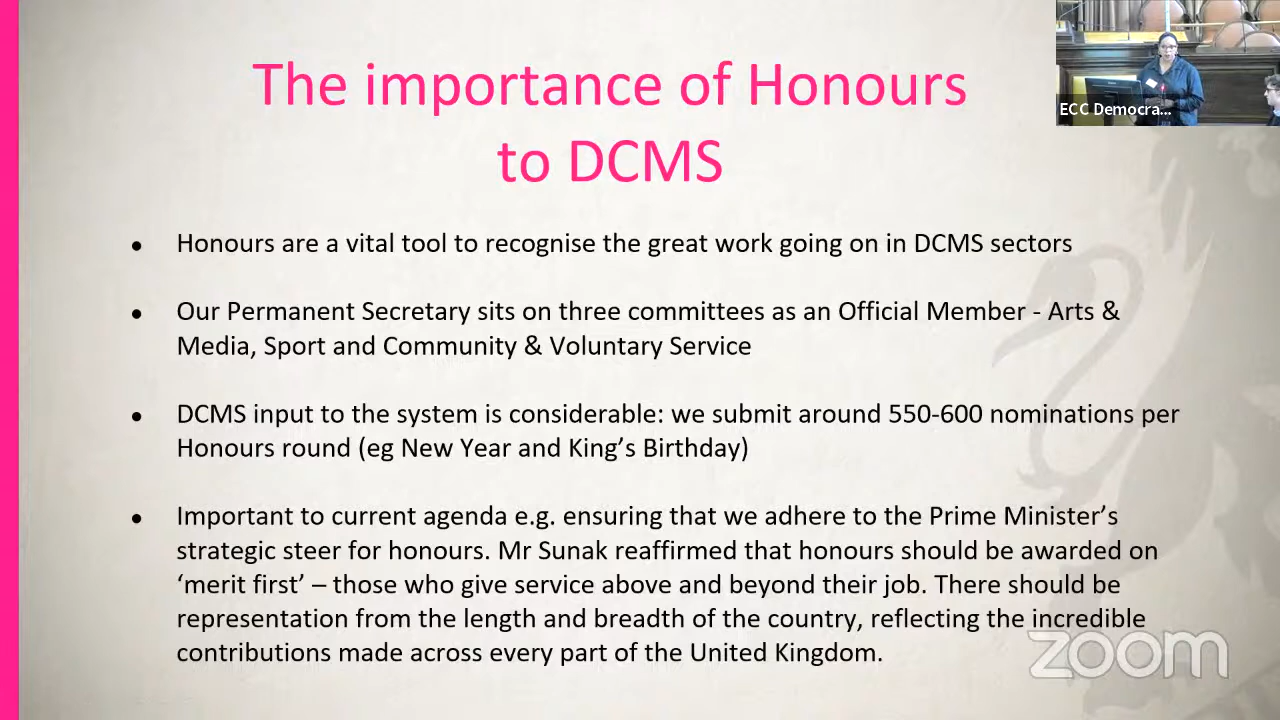 The importance of Honours
to DCMS
ECC Democra...
● Honours are a vital tool to recognise the great work going on in DCMS sectors
● Our Permanent Secretary sits on three committees as an Official Member - Arts &
Media, Sport and Community & Voluntary Service
● DCMS input to the system is considerable: we submit around 550-600 nominations per
Honours round (eg New Year and King's Birthday)
● Important to current agenda e.g. ensuring that we adhere to the Prime Minister's
strategic steer for honours. Mr Sunak reaffirmed that honours should be awarded on
‘merit first’ – those who give service above and beyond their job. There should be
representation from the length and breadth of the country, reflecting the incredible
contributions made across every part of the United Kingdom.
zoom